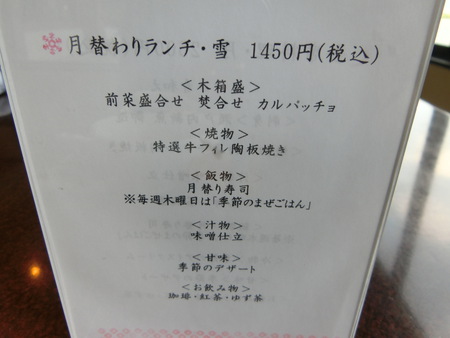 月替わりランチ・雪 1450円(税込)
＜木箱盛＞
前菜盛合せ 焚合せ カルパッチョ
＜焼物＞
特選牛フィレ陶板焼き
＜飯物＞
月替り寿司
※毎週木曜日は「季節のまぜごはん」
＜汁物＞
味噌仕立
＜甘味＞
季節のデザート
＜お飲み物＞
珈琲・紅茶・ゆず茶